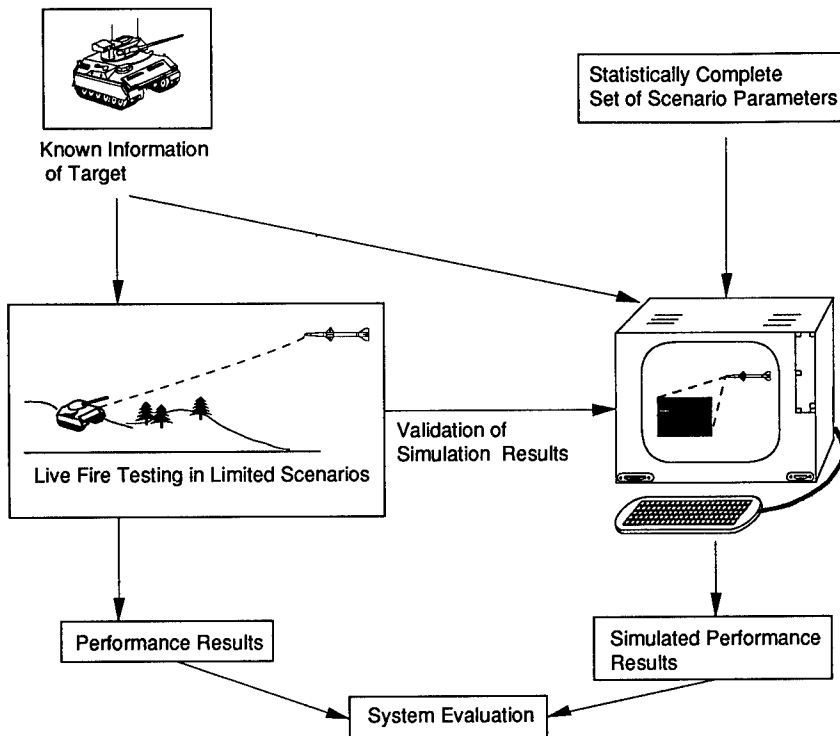 Known Information
of Target
Statistically Complete
Set of Scenario Parameters
Live Fire Testing in Limited Scenarios
Validation of
Simulation Results
Performance Results
Simulated Performance
Results
System Evaluation